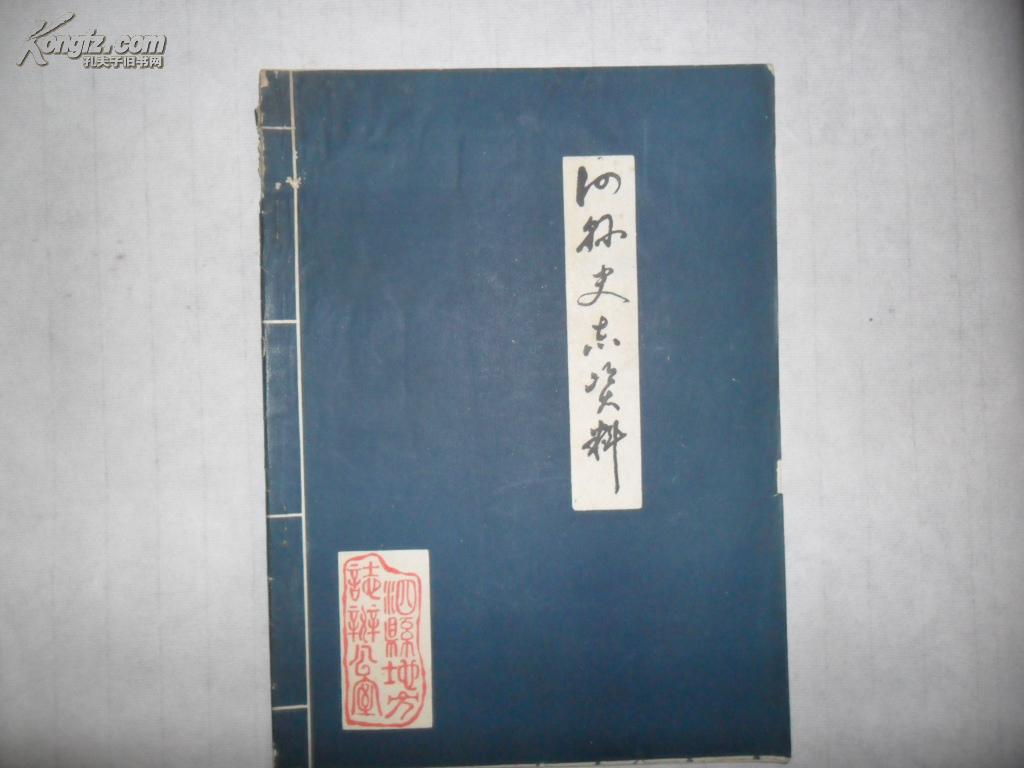 Kongfz.com
孔夫子旧书网
泗县史志资料
泗縣地方
誌辦公室